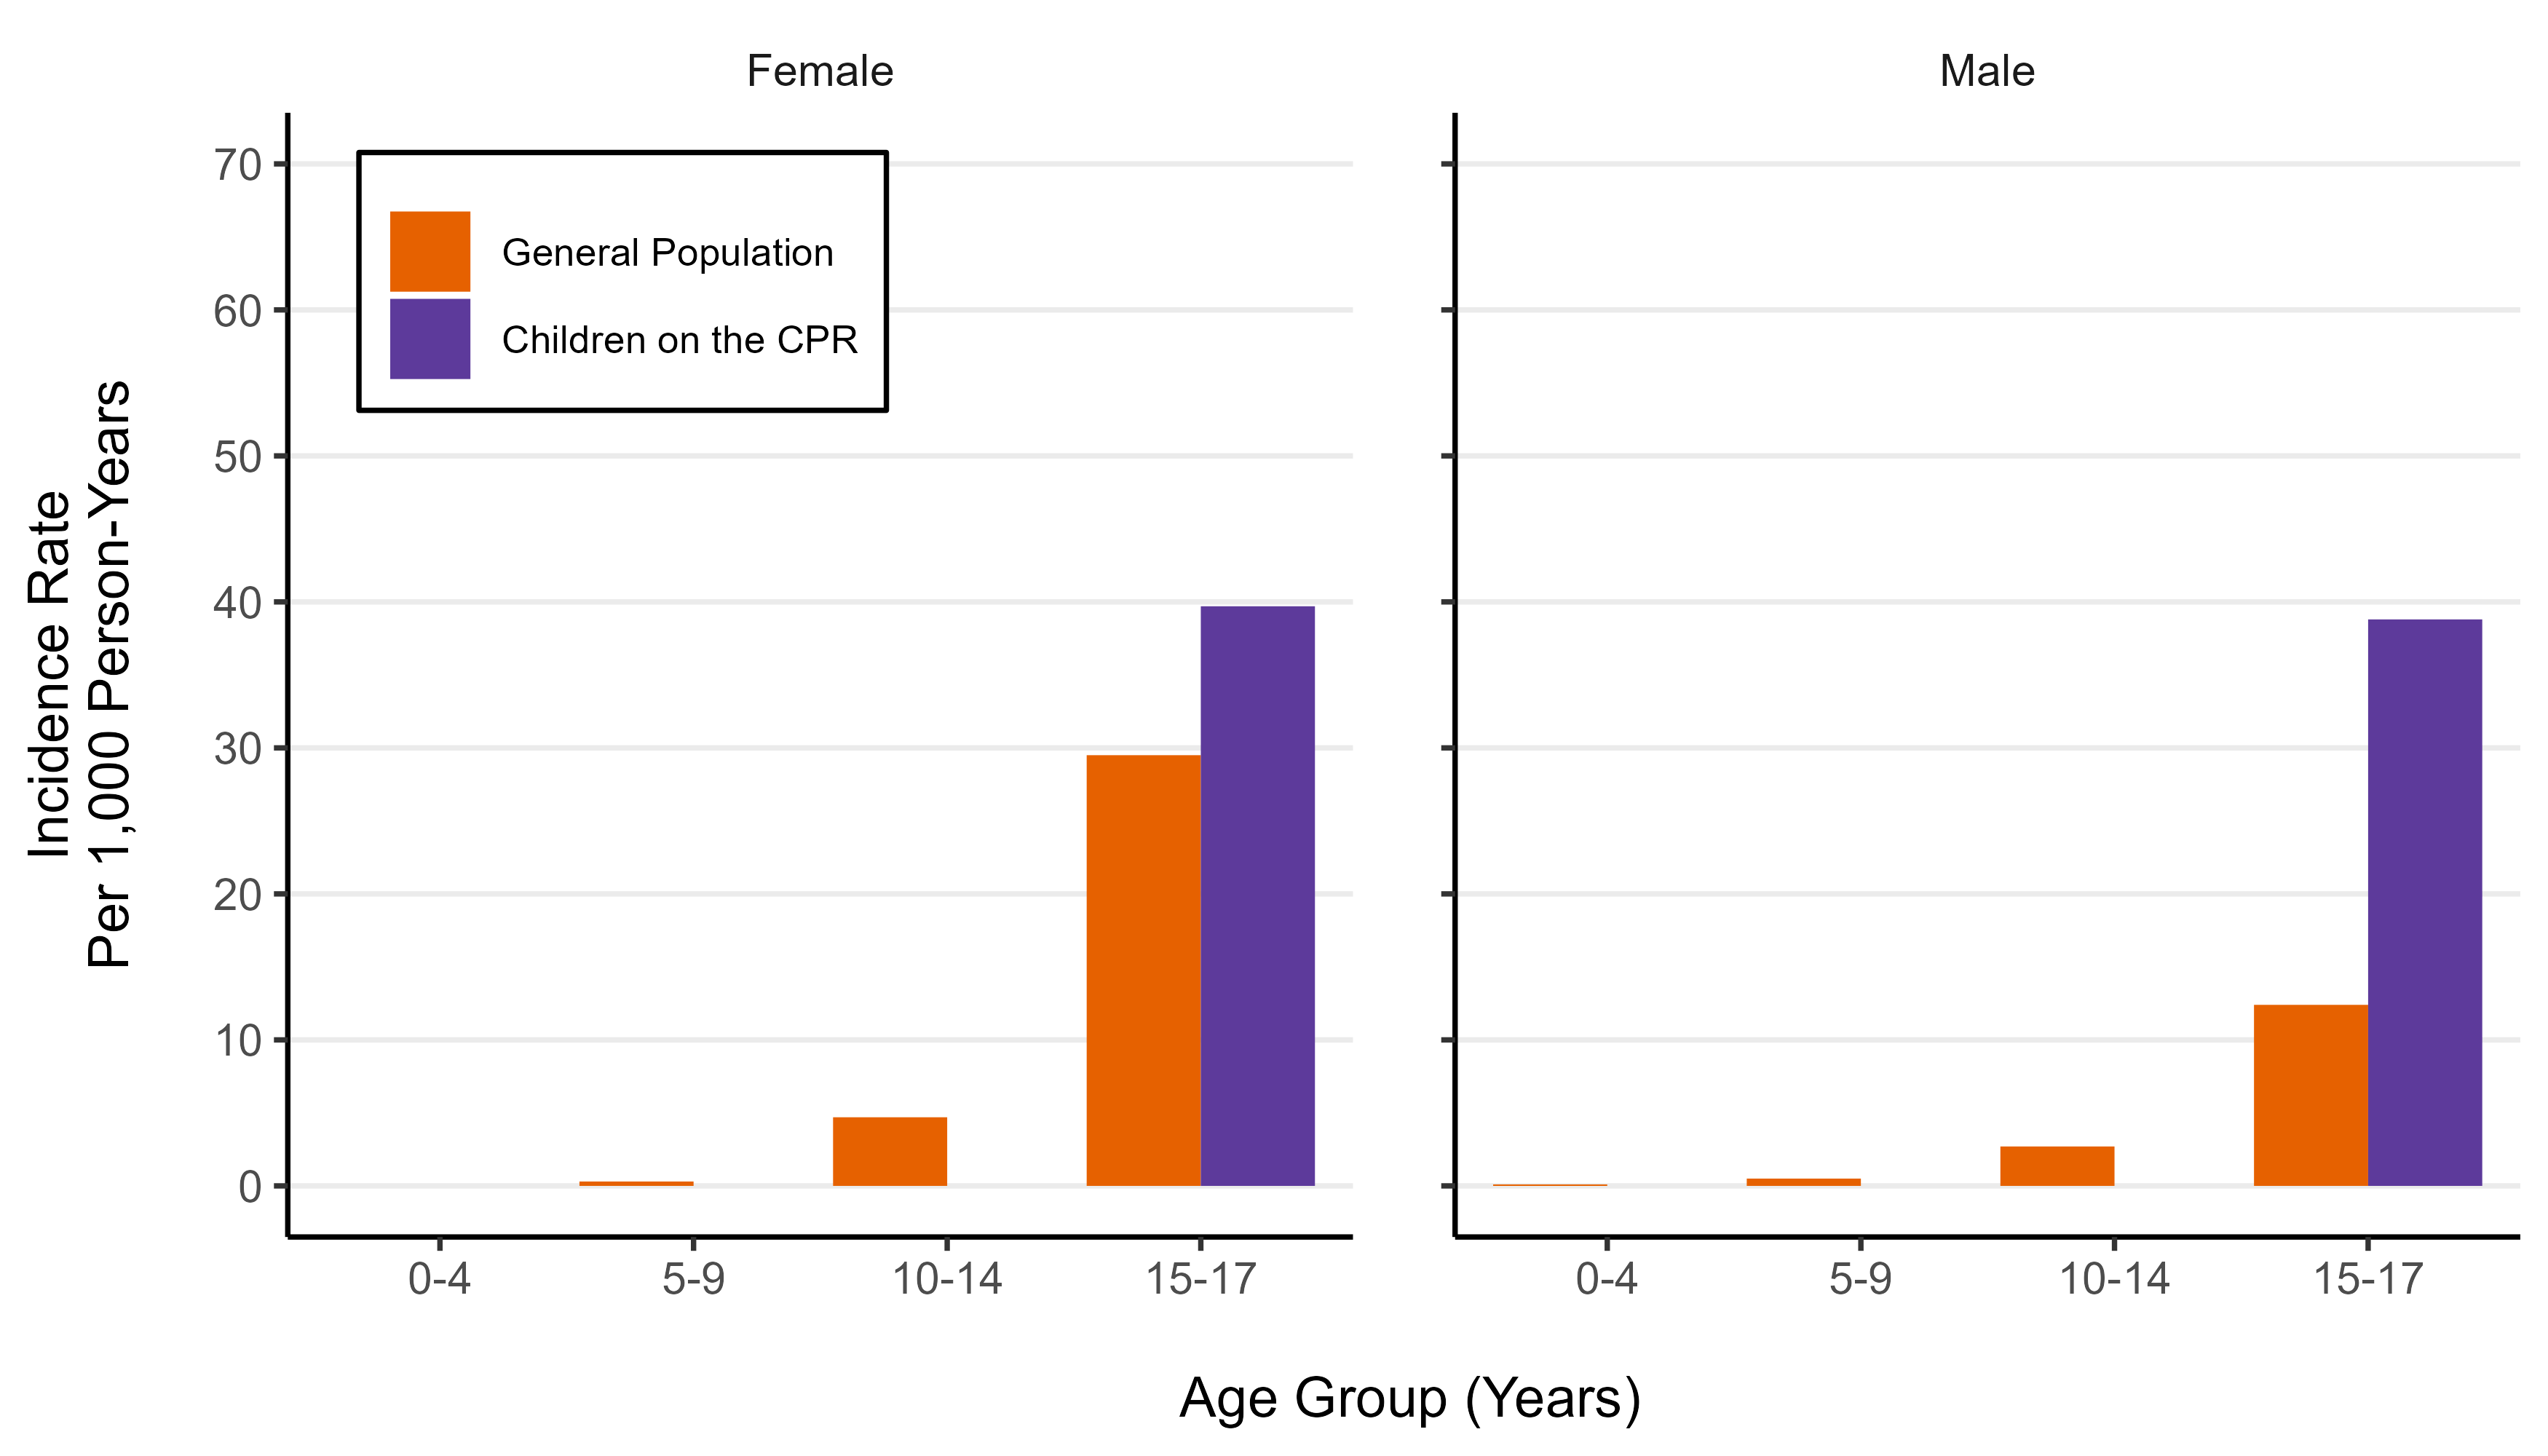 Female
Male
70
60
50
40
30
20
10
0
General Population
Children on the CPR
Incidence Rate
Per 1,000 Person-Years
0-4
5-9
10-14
15-17
0-4
5-9
10-14
15-17
Age Group (Years)